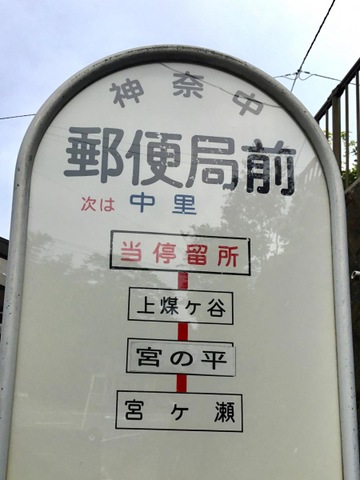 神奈中
郵便局前
次は 中里
当停留所
上煤ケ谷
宮の平
宮ケ瀬